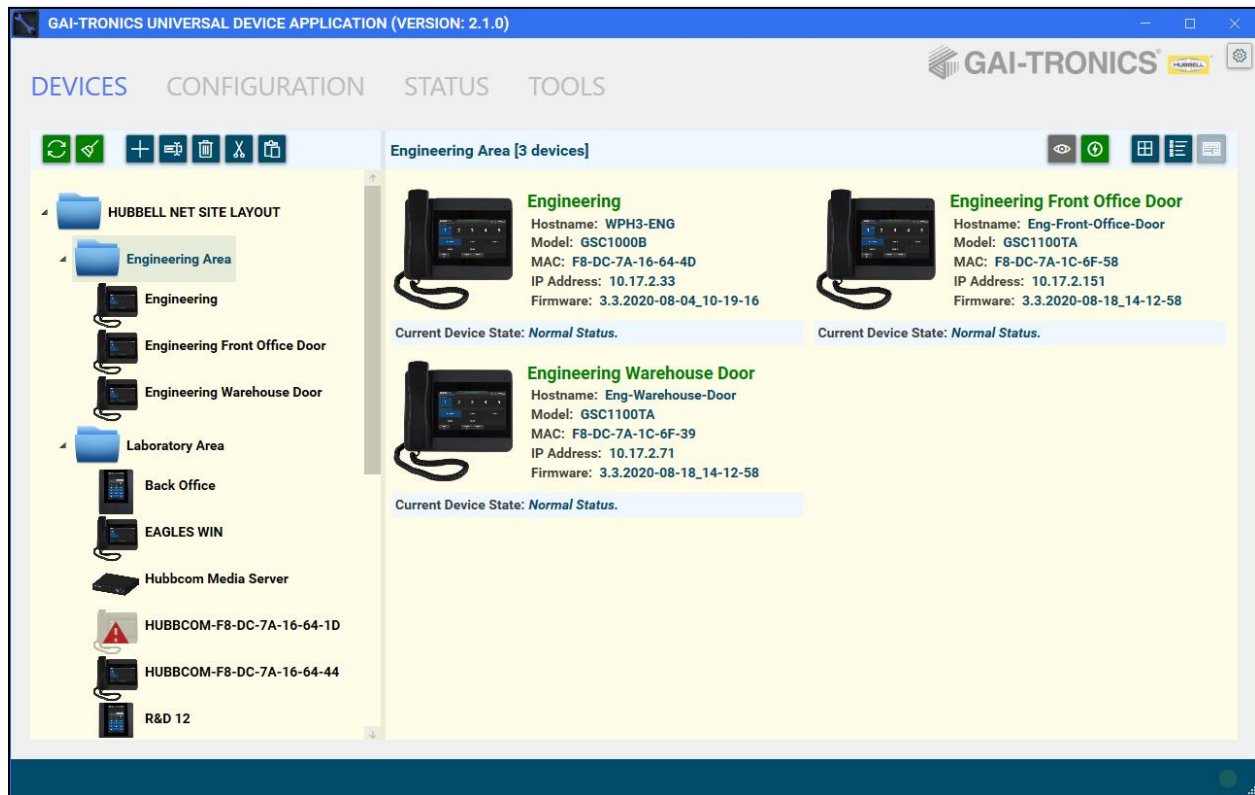 GAI-TRONICS UNIVERSAL DEVICE APPLICATION (VERSION: 2.1.0)
GAI-TRONICS
HUBBELL
DEVICES CONFIGURATION STATUS TOOLS
Engineering Area [3 devices]
HUBBELL NET SITE LAYOUT
Engineering Area
Engineering
Engineering Front Office Door
Engineering Warehouse Door
Laboratory Area
Back Office
EAGLES WIN
Hubbcom Media Server
HUBBCOM-F8-DC-7A-16-64-1D
HUBBCOM-F8-DC-7A-16-64-44
R&D 12
Engineering
Hostname: WPH3-ENG
Model: GSC1000B
MAC: F8-DC-7A-16-64-4D
IP Address: 10.17.2.33
Firmware: 3.3.2020-08-04_10-19-16
Current Device State: Normal Status.
Engineering Front Office Door
Hostname: Eng-Front-Office-Door
Model: GSC1100TA
MAC: F8-DC-7A-1C-6F-58
IP Address: 10.17.2.151
Firmware: 3.3.2020-08-18_14-12-58
Current Device State: Normal Status.
Engineering Warehouse Door
Hostname: Eng-Warehouse-Door
Model: GSC1100TA
MAC: F8-DC-7A-1C-6F-39
IP Address: 10.17.2.71
Firmware: 3.3.2020-08-18_14-12-58
Current Device State: Normal Status.